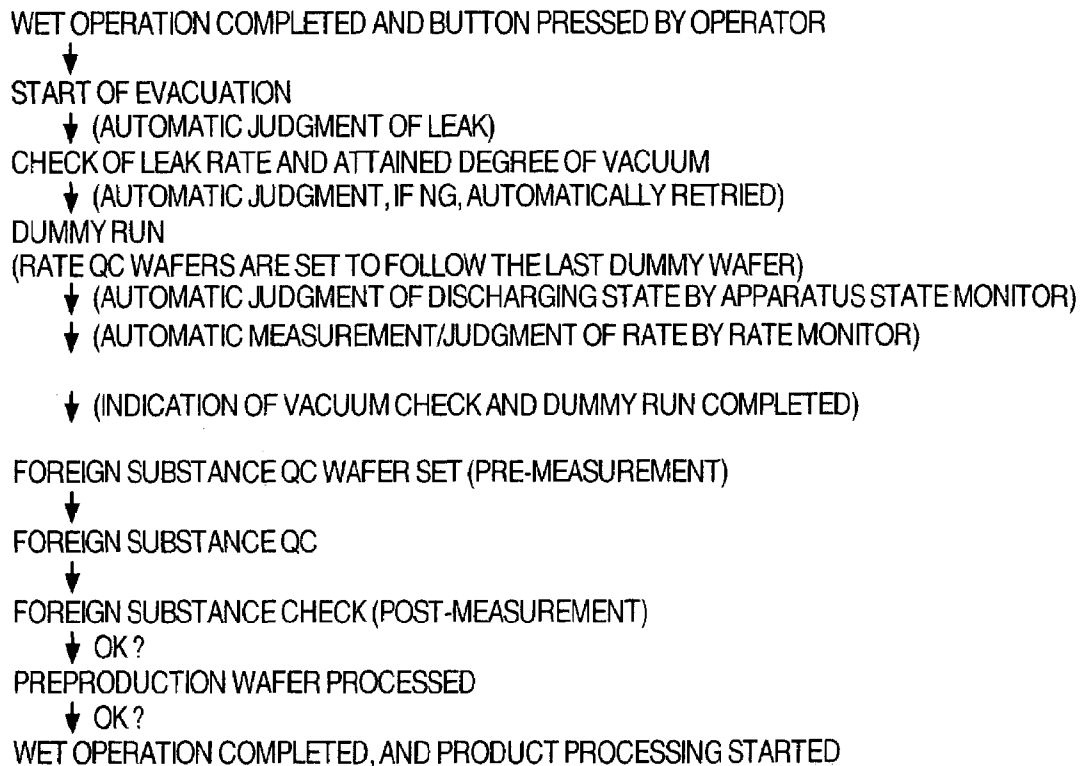 WET OPERATION COMPLETED AND BUTTON PRESSED BY OPERATOR
START OF EVACUATION
(AUTOMATIC JUDGMENT OF LEAK)
CHECK OF LEAK RATE AND ATTAINED DEGREE OF VACUUM
(AUTOMATIC JUDGMENT, IF NG, AUTOMATICALLY RETRIED)
DUMMY RUN
(RATE QC WAFERS ARE SET TO FOLLOW THE LAST DUMMY WAFER)
(AUTOMATIC JUDGMENT OF DISCHARGING STATE BY APPARATUS STATE MONITOR)
(AUTOMATIC MEASUREMENT/JUDGMENT OF RATE BY RATE MONITOR)
(INDICATION OF VACUUM CHECK AND DUMMY RUN COMPLETED)
FOREIGN SUBSTANCE QC WAFER SET (PRE-MEASUREMENT)
FOREIGN SUBSTANCE QC
FOREIGN SUBSTANCE CHECK (POST-MEASUREMENT)
OK?
PREPRODUCTION WAFER PROCESSED
OK?
WET OPERATION COMPLETED, AND PRODUCT PROCESSING STARTED